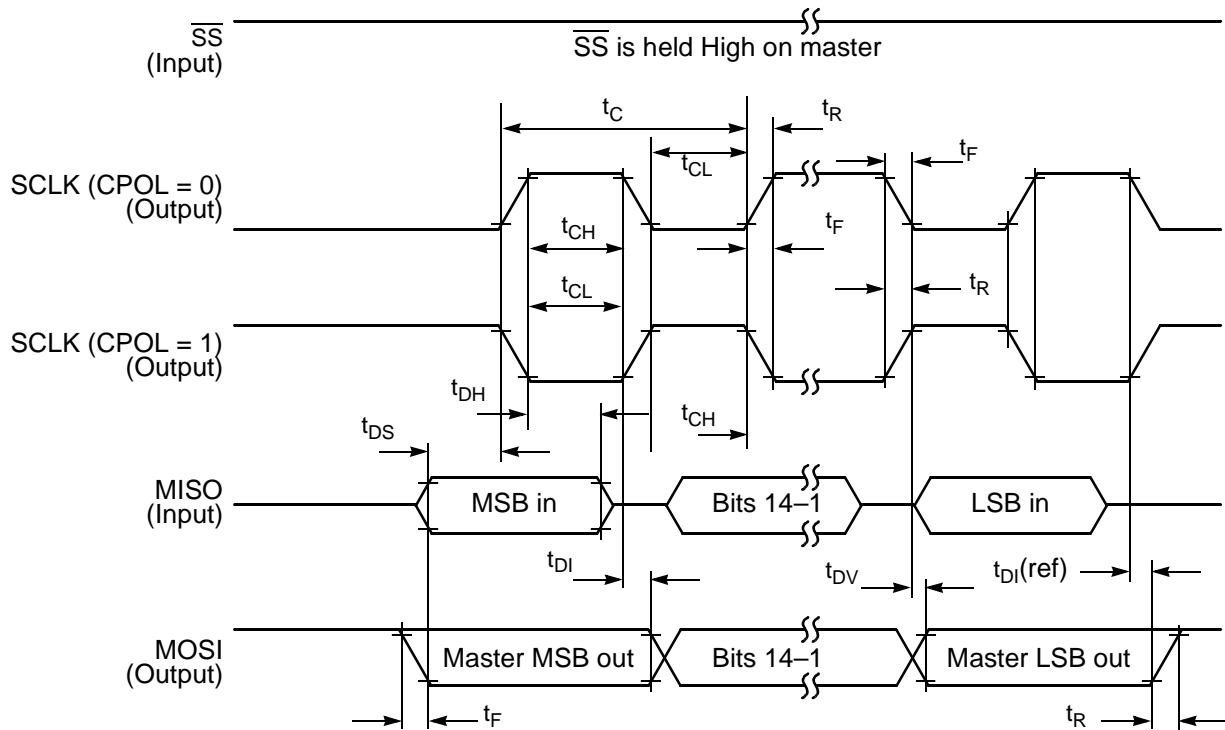 SS
(Input)
SS is held High on master
tC
tR
tCL
tF
SCLK (CPOL = 0)
(Output)
tCH
tF
tCL
tR
SCLK (CPOL = 1)
(Output)
tDH
tCH
tDS
MISO
(Input)
MSB in
Bits 14–1
LSB in
tDI
tDV
tDI(ref)
MOSI
(Output)
Master MSB out
Bits 14–1
Master LSB out
tF
tR